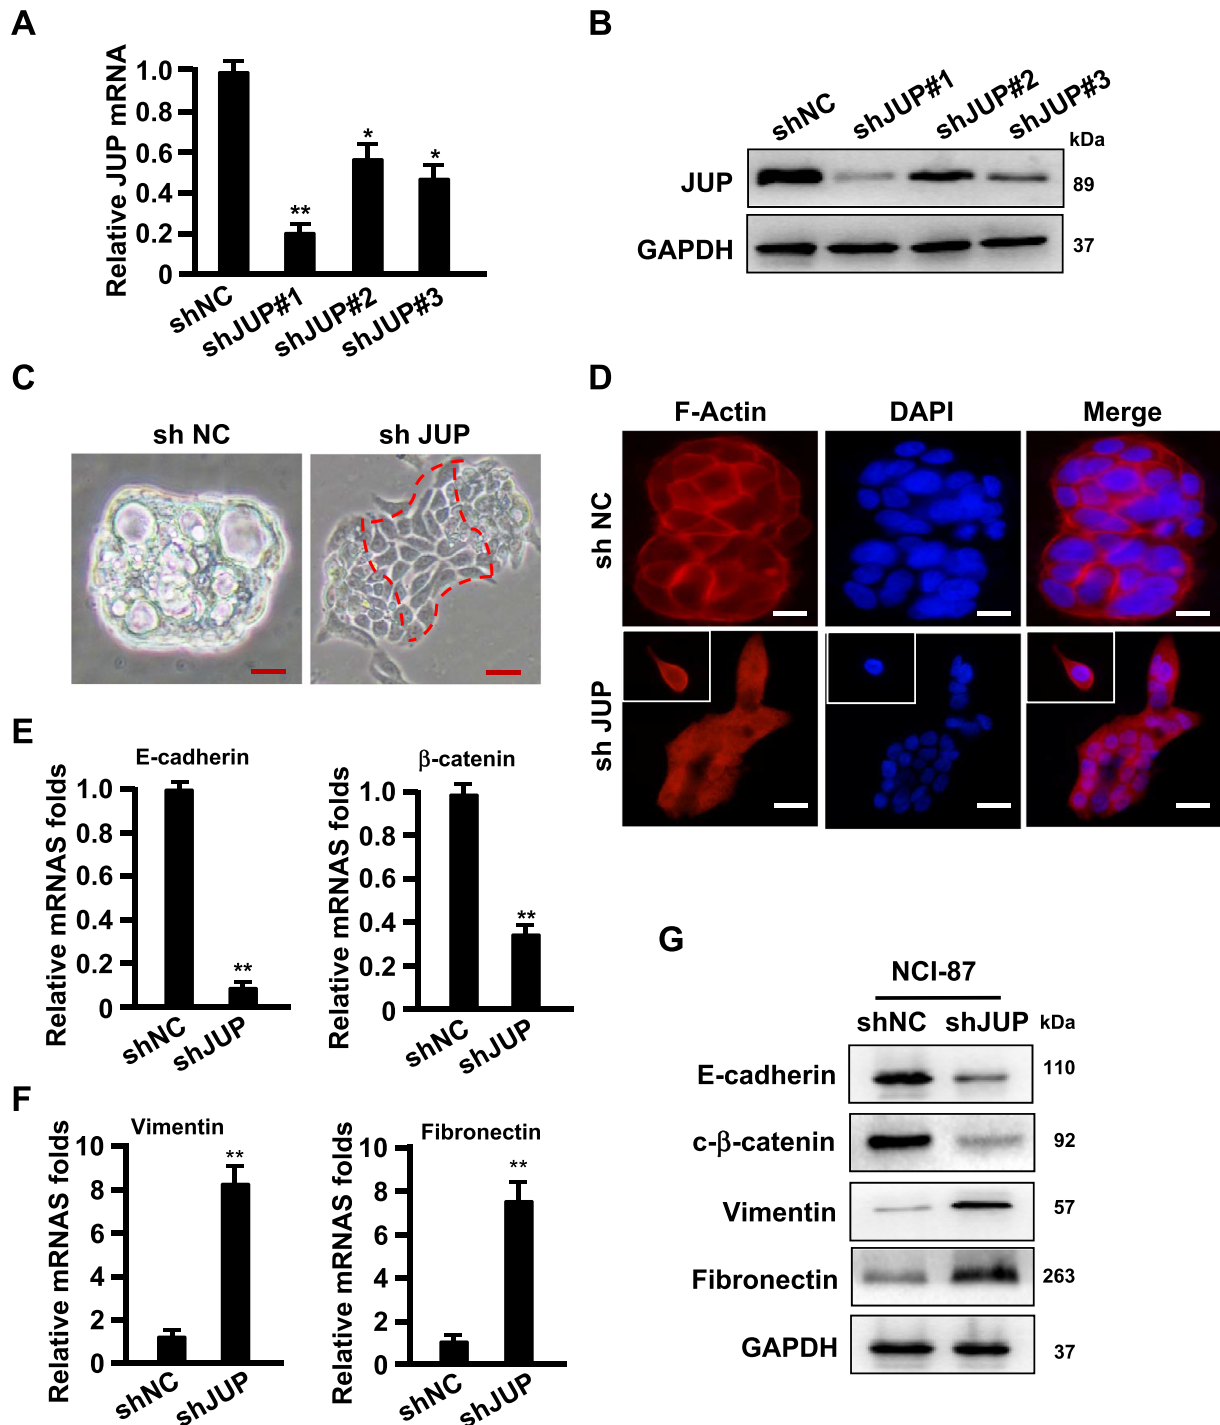 A
Relative JUP mRNA
1.0
0.8
0.6
0.4
0.2
0
**
*
*
shNC
shJUP#1
shJUP#2
shJUP#3
B
shNC
shJUP#1
shJUP#2
shJUP#3
kDa
JUP
89
GAPDH
37
C
sh NC
sh JUP
D
F-Actin
DAPI
Merge
sh NC
sh JUP
E
E-cadherin
Relative mRNAS folds
1.0
0.8
0.6
0.4
0.2
0
**
shNC
shJUP
β-catenin
Relative mRNAS folds
1.0
0.8
0.6
0.4
0.2
0
**
shNC
shJUP
F
Vimentin
Relative mRNAS folds
10
8
6
4
2
0
**
shNC
shJUP
Fibronectin
Relative mRNAS folds
10
8
6
4
2
0
**
shNC
shJUP
G
NCI-87
shNC
shJUP
kDa
E-cadherin
110
c-β-catenin
92
Vimentin
57
Fibronectin
263
GAPDH
37